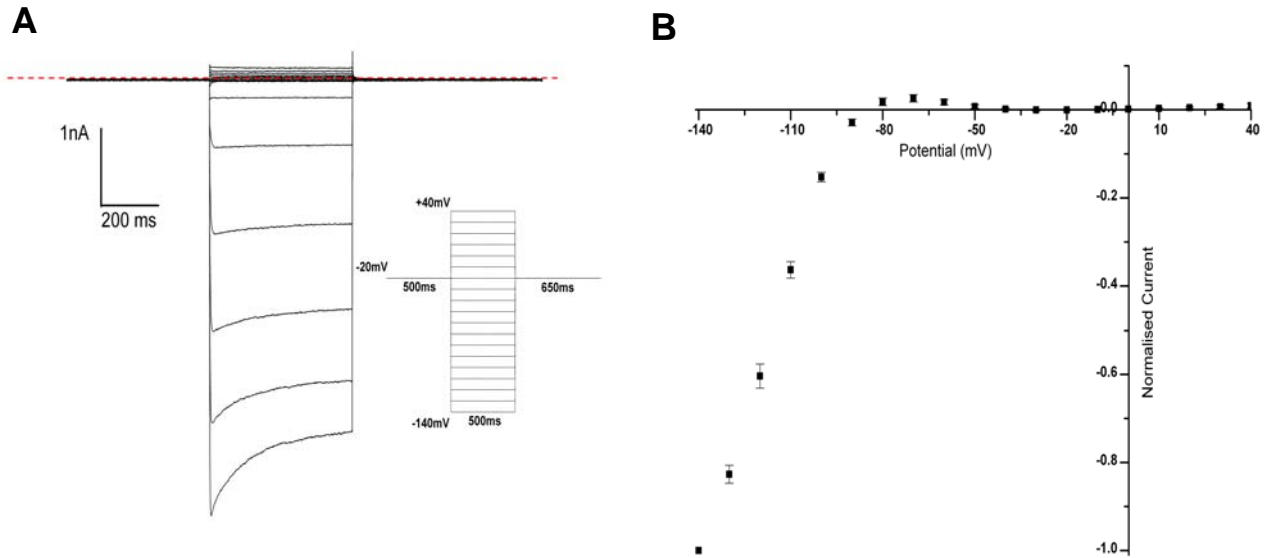 A
1nA
200 ms
+40mV
-20mV
500ms
650ms
-140mV
500ms
B
0.0
-140
-110
-80
-50
-20
10
40
Potential (mV)
-0.2
-0.4
-0.6
-0.8
-1.0
Normalised Current